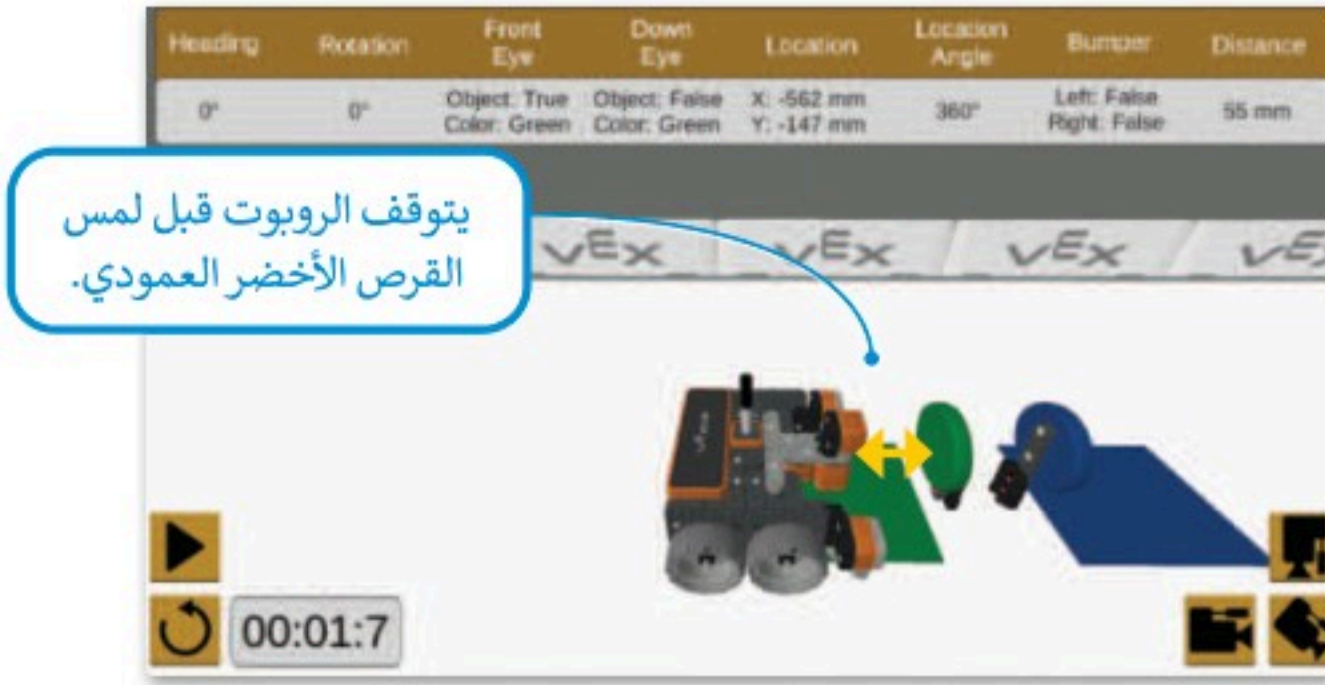 Heading Rotation Front Eye Down Eye Location Location Angle Bumper Distance
0° 0° Object: True Object: False X: -562 mm 360° Left: False 55 mm
Color: Green Color: Green Y: -147 mm Right: False
يتوقف الروبوت قبل لمس
القرص الأخضر العمودي.
VEX VEX VEX VEX
00:01:7